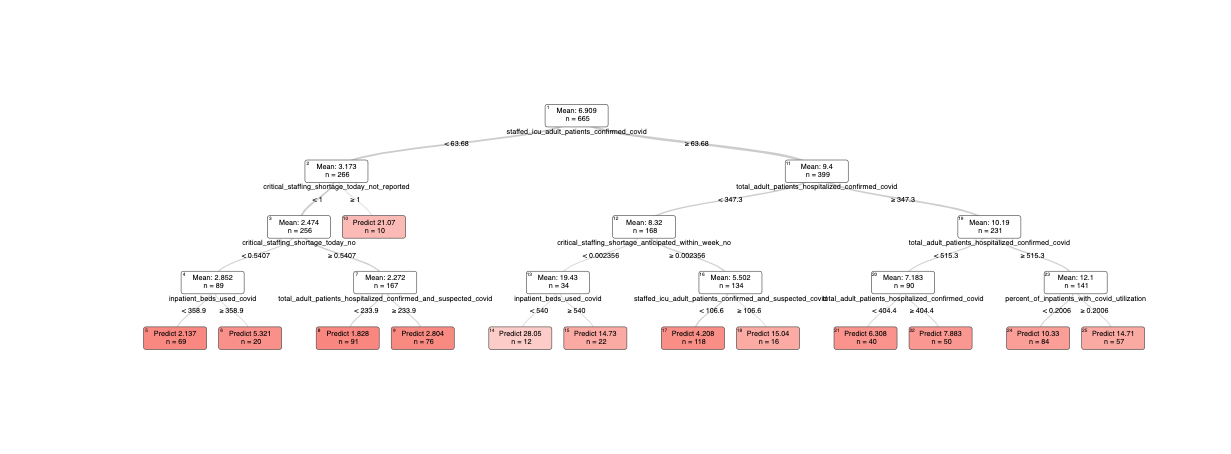 1
Mean: 6.909
n = 665
staffed_icu_adult_patients_confirmed_covid
< 63.68
≥ 63.68
2
Mean: 3.173
n = 266
critical_staffing_shortage_today_not_reported
11
Mean: 9.4
n = 399
total_adult_patients_hospitalized_confirmed_covid
< 1
≥ 1
< 347.3
≥ 347.3
3
Mean: 2.474
n = 256
critical_staffing_shortage_today_no
10
Predict 21.07
n = 10
12
Mean: 8.32
n = 168
critical_staffing_shortage_anticipated_within_week_no
19
Mean: 10.19
n = 231
total_adult_patients_hospitalized_confirmed_covid
< 0.5407
≥ 0.5407
< 0.002356
≥ 0.002356
< 515.3
≥ 515.3
4
Mean: 2.852
n = 89
inpatient_beds_used_covid
7
Mean: 2.272
n = 167
total_adult_patients_hospitalized_confirmed_and_suspected_covid
13
Mean: 19.43
n = 34
inpatient_beds_used_covid
16
Mean: 5.502
n = 134
staffed_icu_adult_patients_confirmed_and_suspected_covid
20
Mean: 7.183
n = 90
total_adult_patients_hospitalized_confirmed_covid
23
Mean: 12.1
n = 141
percent_of_inpatients_with_covid_utilization
< 358.9
≥ 358.9
< 233.9
≥ 233.9
< 540
≥ 540
< 106.6
≥ 106.6
< 404.4
≥ 404.4
< 0.2006
≥ 0.2006
5
Predict 2.137
n = 69
6
Predict 5.321
n = 20
8
Predict 1.828
n = 91
9
Predict 2.804
n = 76
14
Predict 28.05
n = 12
15
Predict 14.73
n = 22
17
Predict 4.208
n = 118
18
Predict 15.04
n = 16
21
Predict 6.308
n = 40
22
Predict 7.883
n = 50
24
Predict 10.33
n = 84
25
Predict 14.71
n = 57